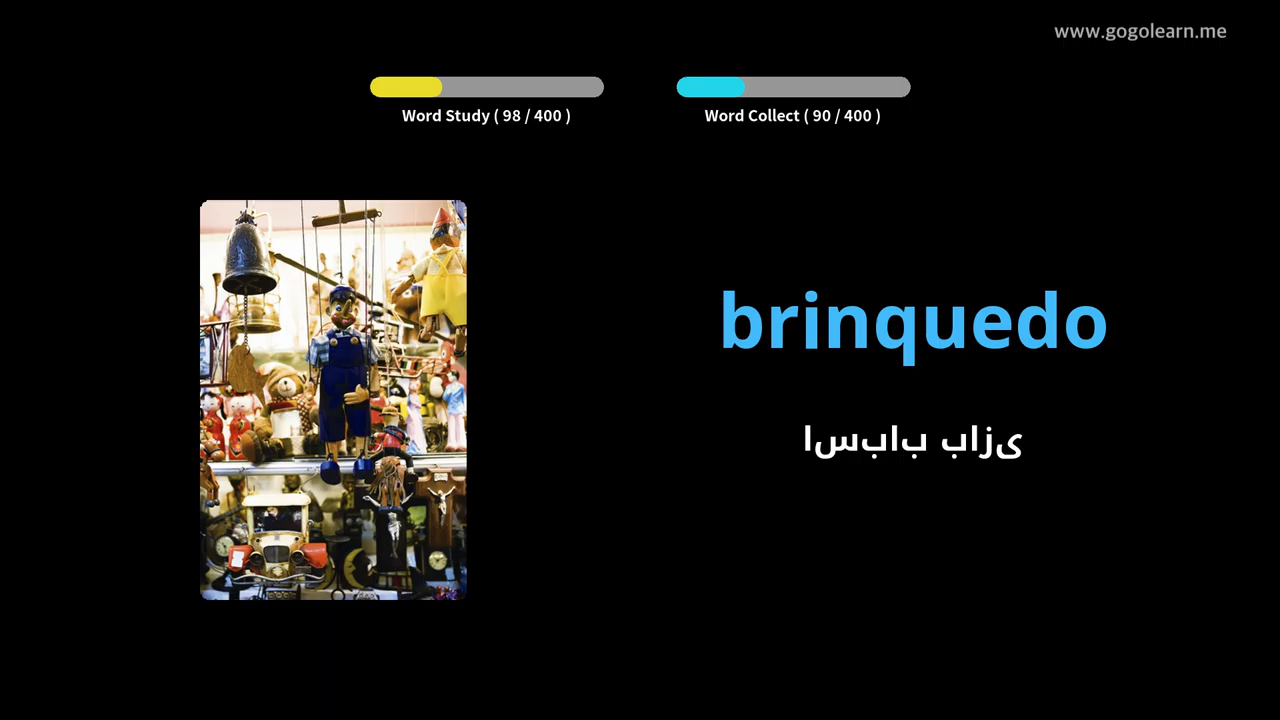 www.gogolearn.me
Word Study ( 98 / 400 )
Word Collect ( 90 / 400 )
brinquedo
اسباب بازی